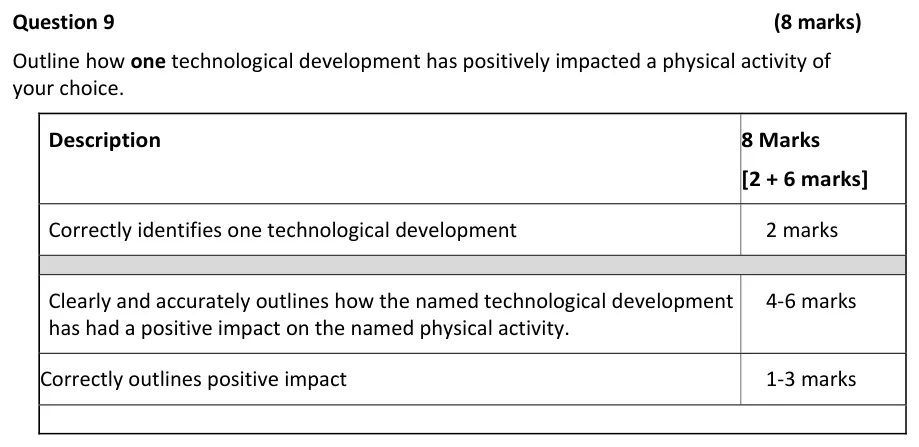 Question 9 (8 marks)
Outline how one technological development has positively impacted a physical activity of
your choice.
Description 8 Marks
[2 + 6 marks]
Correctly identifies one technological development 2 marks
Clearly and accurately outlines how the named technological development 4-6 marks
has had a positive impact on the named physical activity.
Correctly outlines positive impact 1-3 marks